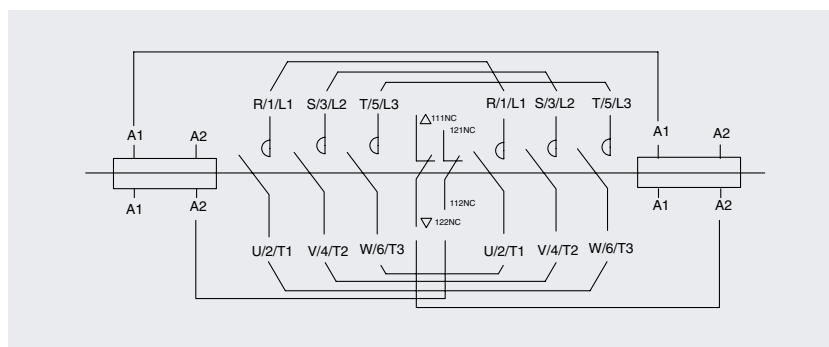 R/1/L1 S/3/L2 T/5/L3 R/1/L1 S/3/L2 T/5/L3
111NC
121NC
A1 A2 A1 A2
A1 A2 A1 A2
112NC
122NC
U/2/T1 V/4/T2 W/6/T3 U/2/T1 V/4/T2 W/6/T3